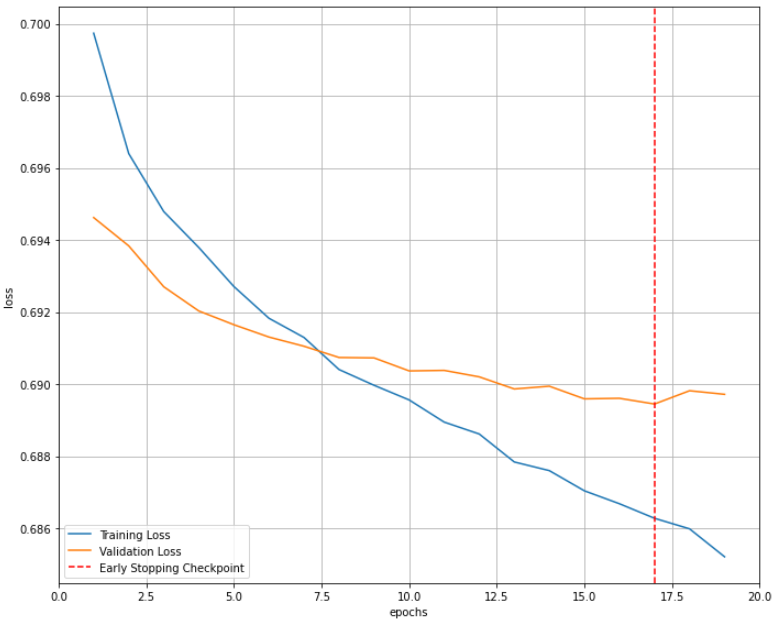 0.700
0.698
0.696
0.694
0.692
0.690
0.688
0.686
loss
Training Loss
Validation Loss
Early Stopping Checkpoint
0.0 2.5 5.0 7.5 10.0 12.5 15.0 17.5 20.0
epochs